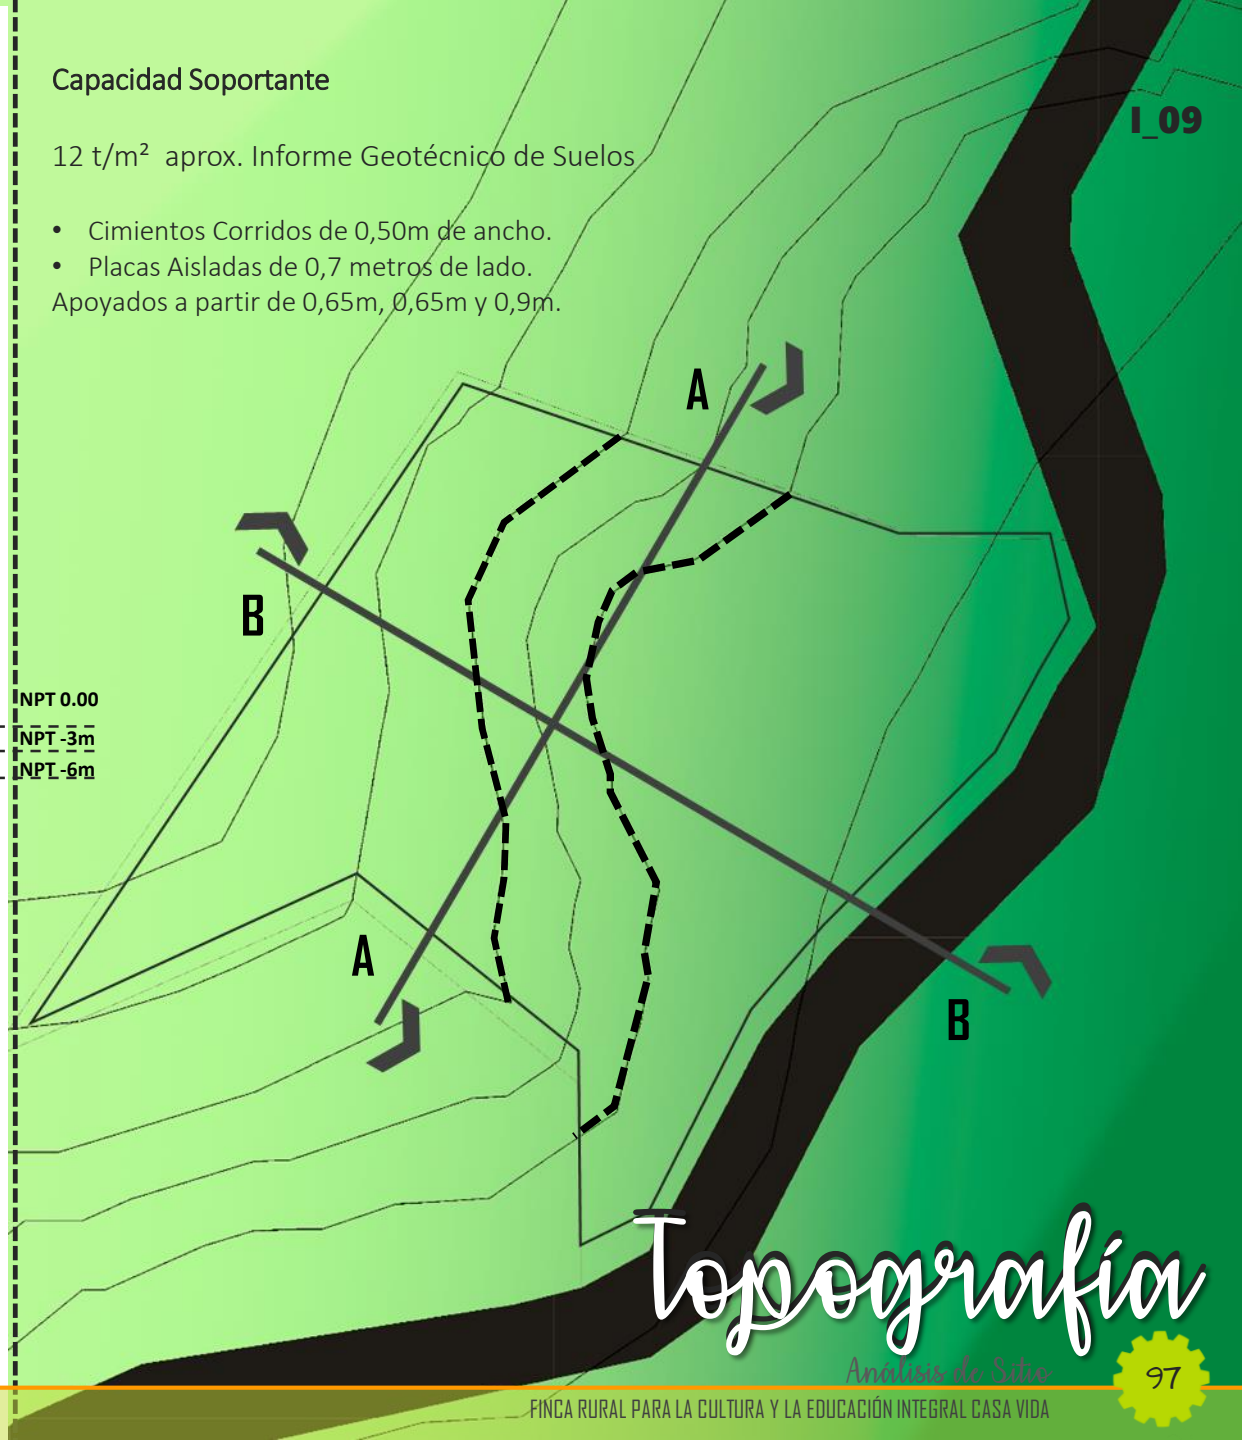 Capacidad Soportante
I_09
12 t/m² aprox. Informe Geotécnico de Suelos
• Cimientos Corridos de 0,50m de ancho.
• Placas Aisladas de 0,7 metros de lado.
Apoyados a partir de 0,65m, 0,65m y 0,9m.
A
B
NPT 0.00
NPT -3m
NPT -6m
A
B
Topografía
Análisis de Sitio
97
FINCA RURAL PARA LA CULTURA Y LA EDUCACIÓN INTEGRAL CASA VIDA